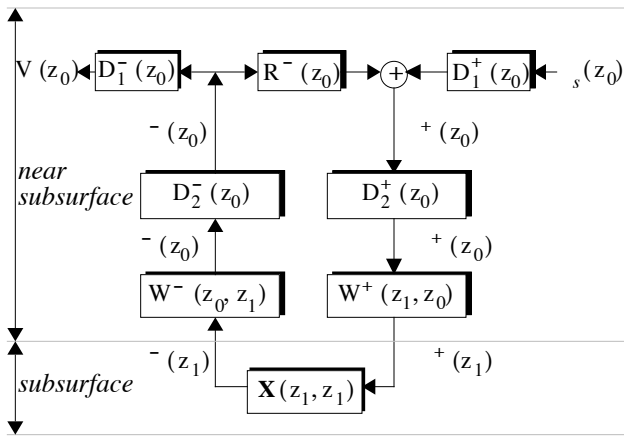 V (z0) D1− (z0) R− (z0) + D1+ (z0) s (z0)
− (z0) + (z0)
near
subsurface
D2− (z0) D2+ (z0)
− (z0) + (z0)
W− (z0, z1) W+ (z1, z0)
− (z1) + (z1)
subsurface
X(z1, z1)